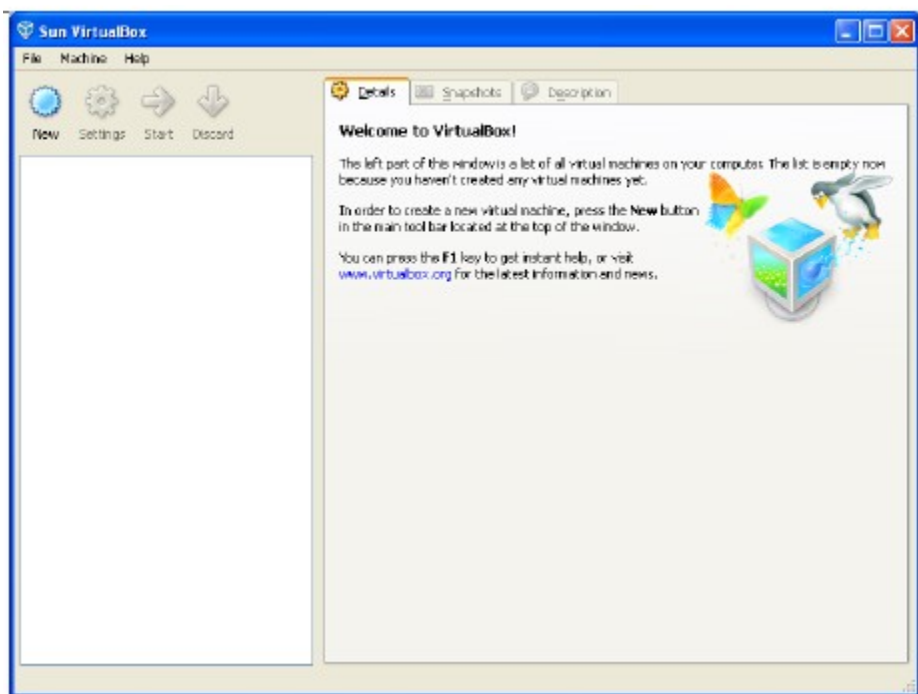 Sun VirtualBox
File Machine Help
New Settings Start Discard
Details Snapshots Description
Welcome to VirtualBox!
The left part of this window is a list of all virtual machines on your computer. The list is empty now
because you haven't created any virtual machines yet.
In order to create a new virtual machine, press the New button
in the main tool bar located at the top of the window.
You can press the F1 key to get instant help, or visit
www.virtualbox.org for the latest information and news.